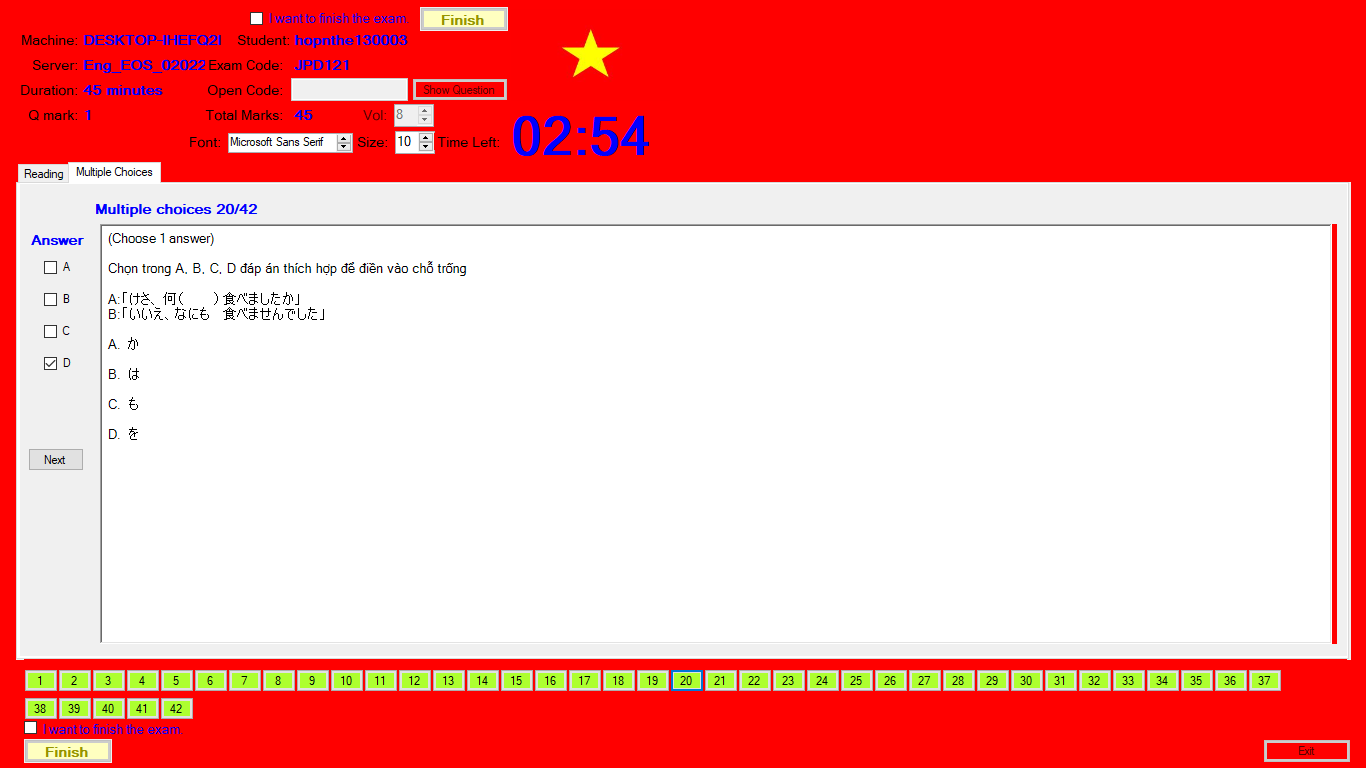 I want to finish the exam.
Finish
Machine: DESKTOP-IHEFQ2I Student: hopnthe130003
Server: Eng_EOS_02022 Exam Code: JPD121
Duration: 45 minutes Open Code: Show Question
Q mark: 1 Total Marks: 45 Vol: 8
Font: Microsoft Sans Serif Size: 10 Time Left: 02:54
Reading Multiple Choices
Multiple choices 20/42
Answer
A
B
C
D
Next
(Choose 1 answer)
Chọn trong A, B, C, D đáp án thích hợp để điền vào chỗ trống
A:「けさ、何(　　)食べましたか」
B:「いいえ、なにも　食べませんでした」
A. か
B. は
C. も
D. を
1 2 3 4 5 6 7 8 9 10 11 12 13 14 15 16 17 18 19 20 21 22 23 24 25 26 27 28 29 30 31 32 33 34 35 36 37
38 39 40 41 42
I want to finish the exam.
Finish
Exit